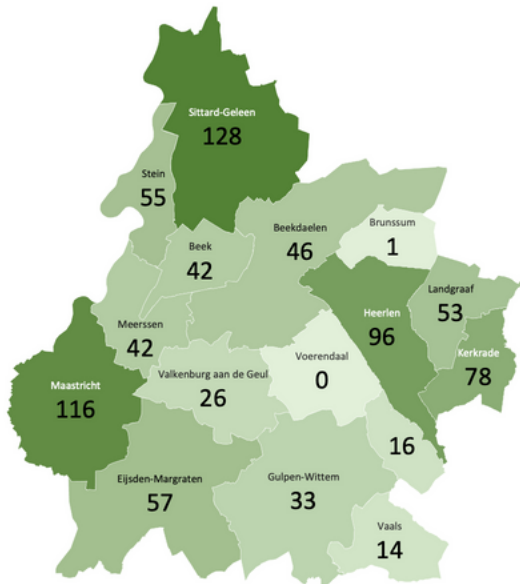 Sittard-Geleen
128
Stein
55
Beek
42
Beekdaelen
46
Brunssum
1
Landgraaf
53
Heerlen
96
Kerkrade
78
Meerssen
42
Maastricht
116
Valkenburg aan de Geul
26
Voerendaal
0
16
Eijsden-Margraten
57
Gulpen-Wittem
33
Vaals
14